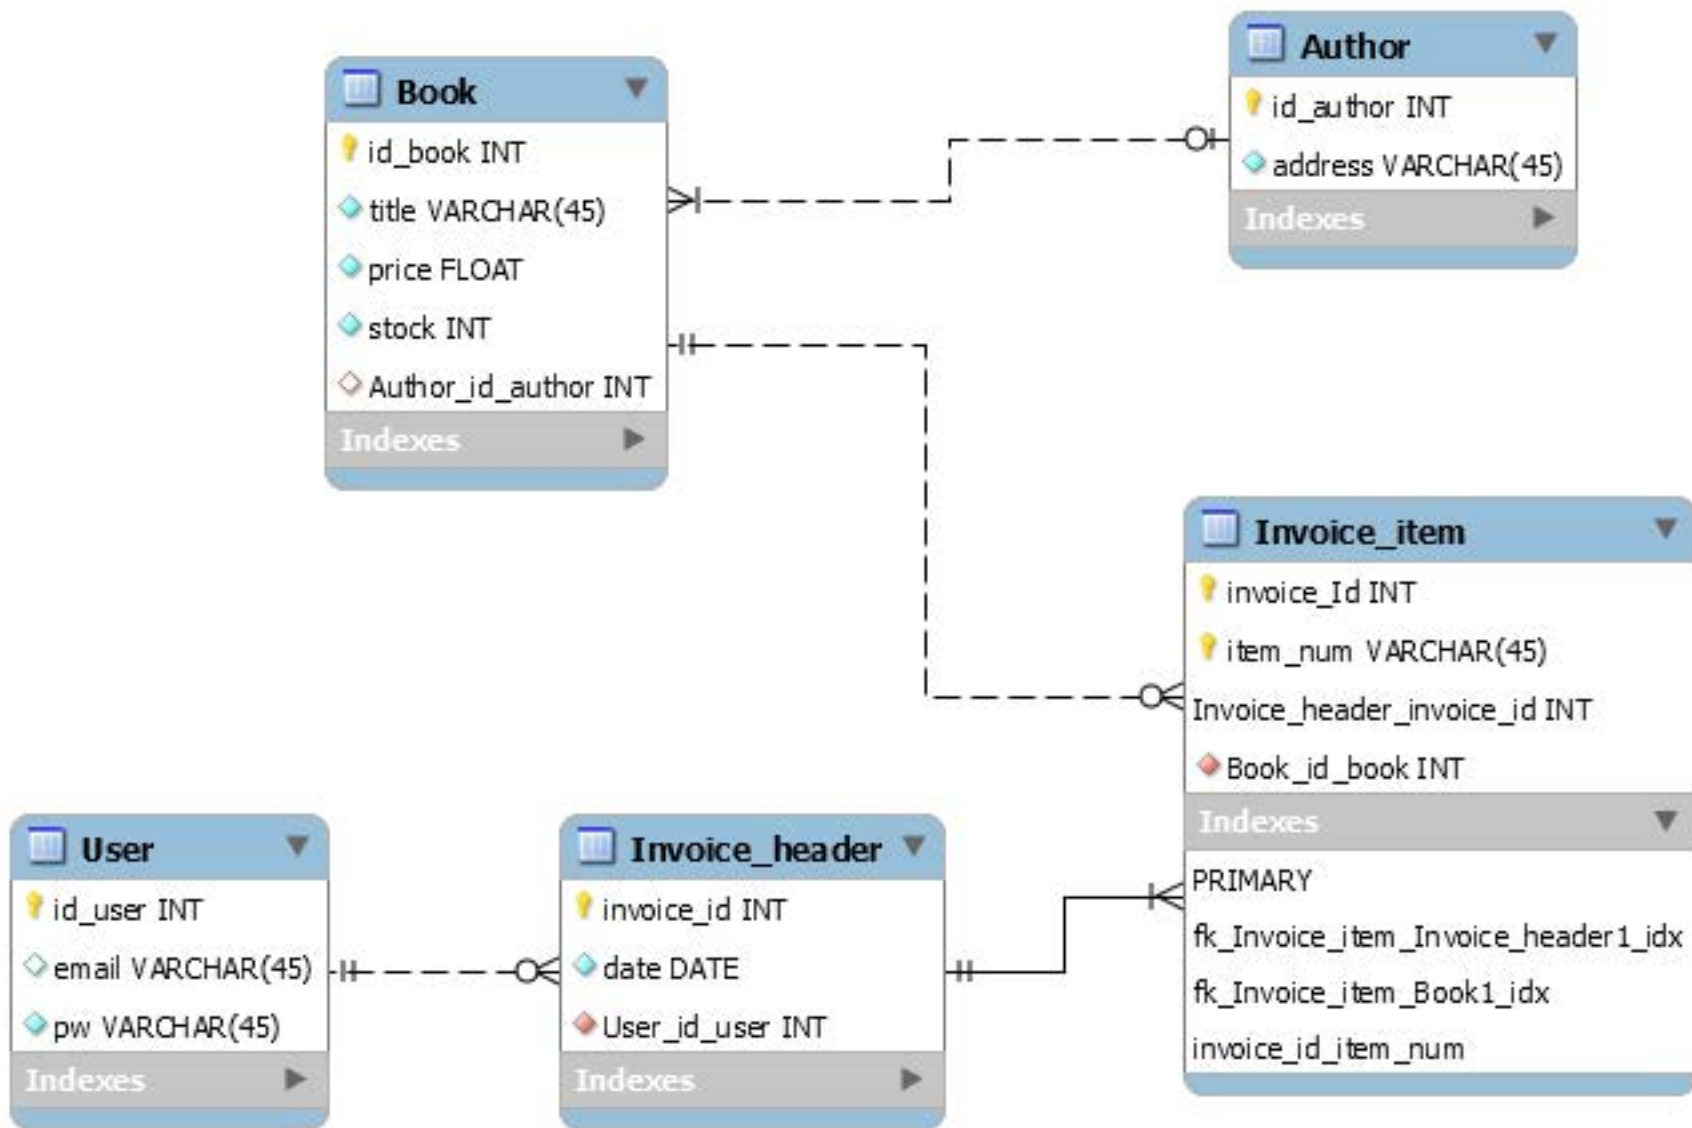 Book
id_book INT
title VARCHAR(45)
price FLOAT
stock INT
Author_id_author INT
Indexes
Author
id_author INT
address VARCHAR(45)
Indexes
Invoice_item
invoice_Id INT
item_num VARCHAR(45)
Invoice_header_invoice_id INT
Book_id_book INT
Indexes
PRIMARY
fk_Invoice_item_Invoice_header1_idx
fk_Invoice_item_Book1_idx
invoice_id_item_num
User
id_user INT
email VARCHAR(45)
pw VARCHAR(45)
Indexes
Invoice_header
invoice_id INT
date DATE
User_id_user INT
Indexes